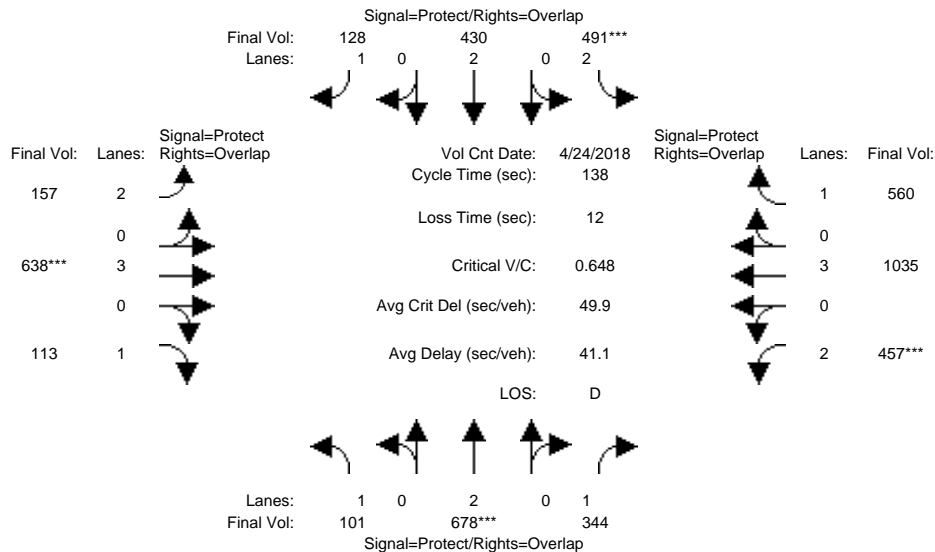 Signal=Protect/Rights=Overlap
Final Vol: 128 430 491***
Lanes: 1 0 2 0 2
Signal=Protect
Final Vol: Lanes: Rights=Overlap
Vol Cnt Date: 4/24/2018
Signal=Protect
Rights=Overlap Lanes: Final Vol:
Cycle Time (sec): 138
157 2
1 560
Loss Time (sec): 12
0
0
638*** 3
Critical V/C: 0.648
3 1035
0
Avg Crit Del (sec/veh): 49.9
0
113 1
Avg Delay (sec/veh): 41.1
2 457***
LOS: D
Lanes: 1 0 2 0 1
Final Vol: 101 678*** 344
Signal=Protect/Rights=Overlap